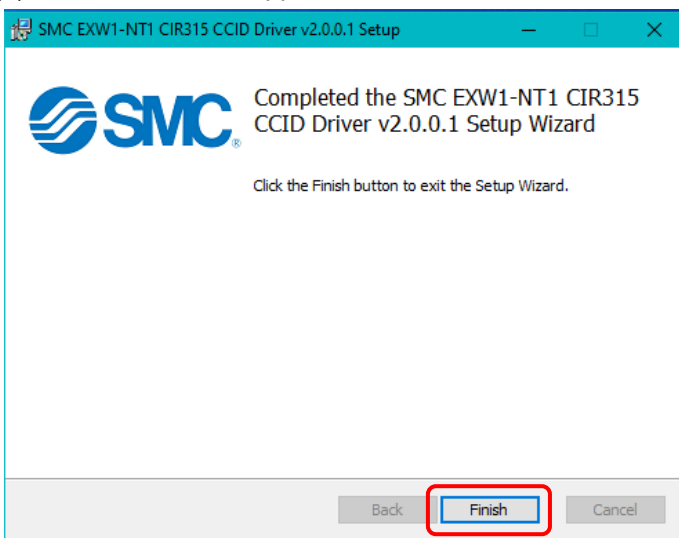 SMC EXW1-NT1 CIR315 CCID Driver v2.0.0.1 Setup
SMC®
Completed the SMC EXW1-NT1 CIR315
CCID Driver v2.0.0.1 Setup Wizard
Click the Finish button to exit the Setup Wizard.
Back
Finish
Cancel